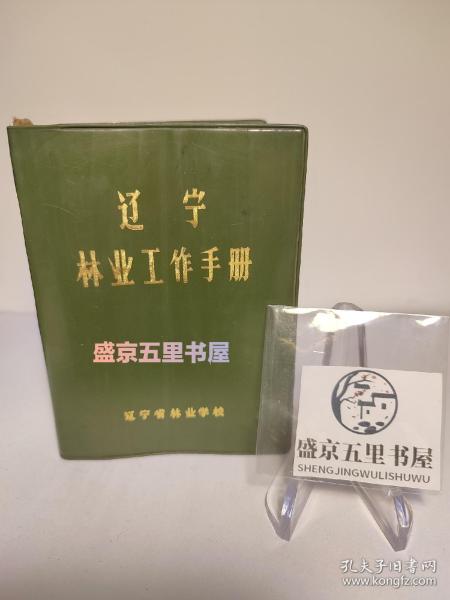 辽宁
林业工作手册
盛京五里书屋
辽宁省林业学校
盛京五里书屋
SHENGJINGWULISHUWU
孔夫子旧书网
www.kongfz.com